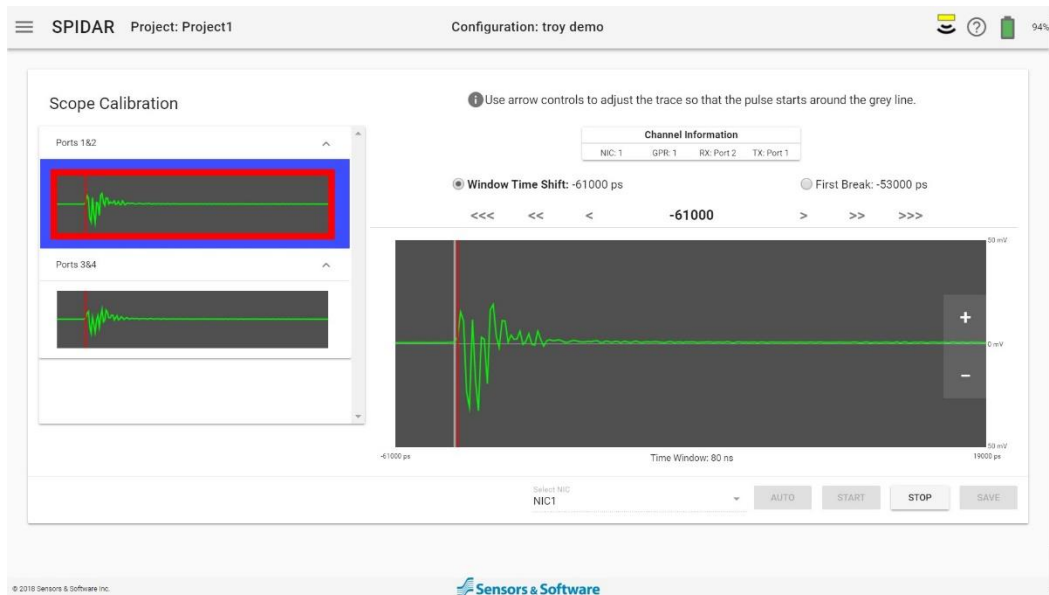 SPIDAR Project: Project1 Configuration: troy demo 94%
Scope Calibration
Use arrow controls to adjust the trace so that the pulse starts around the grey line.
Ports 1&2
Ports 3&4
Channel Information
NIC: 1 GPR: 1 RX: Port 2 TX: Port 1
Window Time Shift: -61000 ps First Break: -53000 ps
<<< << < -61000 > >> >>>
50 mV
+
0 mV
−
50 mV
-61000 ps Time Window: 80 ns 19000 ps
Select NIC
NIC1 AUTO START STOP SAVE
© 2018 Sensors & Software Inc. Sensors & Software